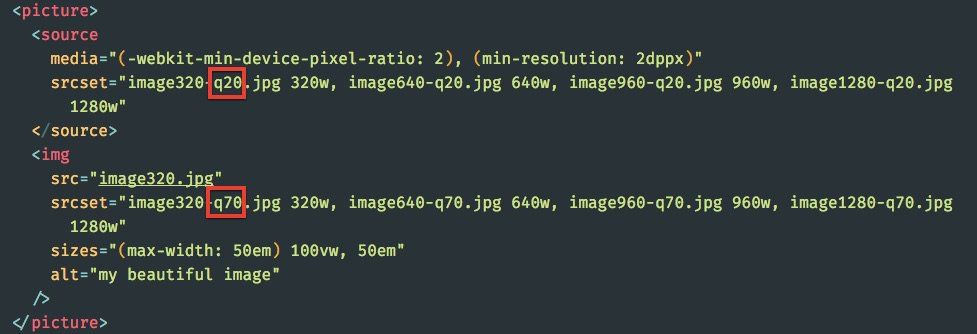 <picture>
<source
media="(-webkit-min-device-pixel-ratio: 2), (min-resolution: 2dppx)"
srcset="image320-q20.jpg 320w, image640-q20.jpg 640w, image960-q20.jpg 960w, image1280-q20.jpg
1280w"
</source>
<img
src="image320.jpg"
srcset="image320-q70.jpg 320w, image640-q70.jpg 640w, image960-q70.jpg 960w, image1280-q70.jpg
1280w"
sizes="(max-width: 50em) 100vw, 50em"
alt="my beautiful image"
/>
</picture>